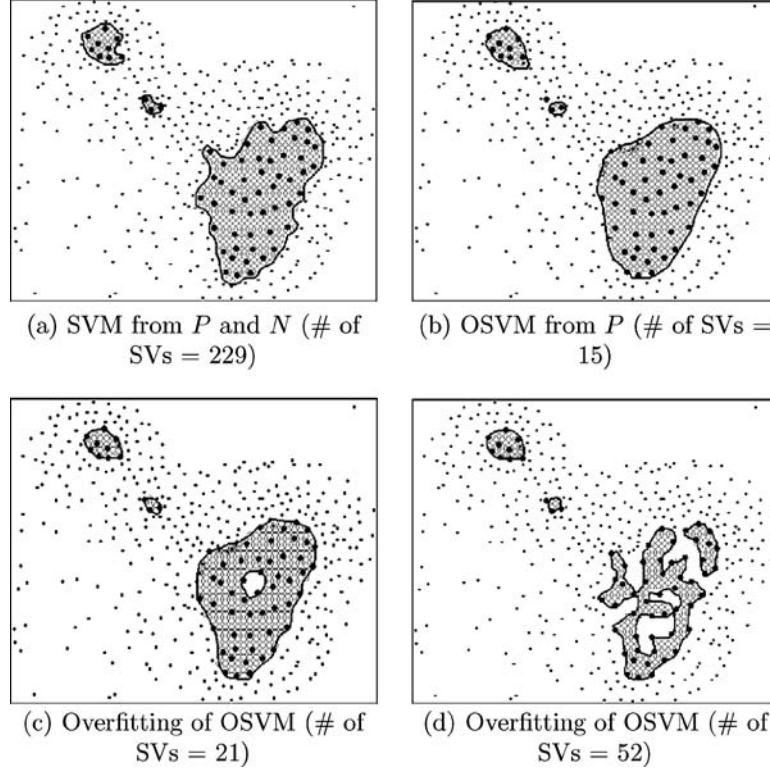 (a) SVM from P and N (# of
SVs = 229)
(b) OSVM from P (# of SVs =
15)
(c) Overfitting of OSVM (# of
SVs = 21)
(d) Overfitting of OSVM (# of
SVs = 52)